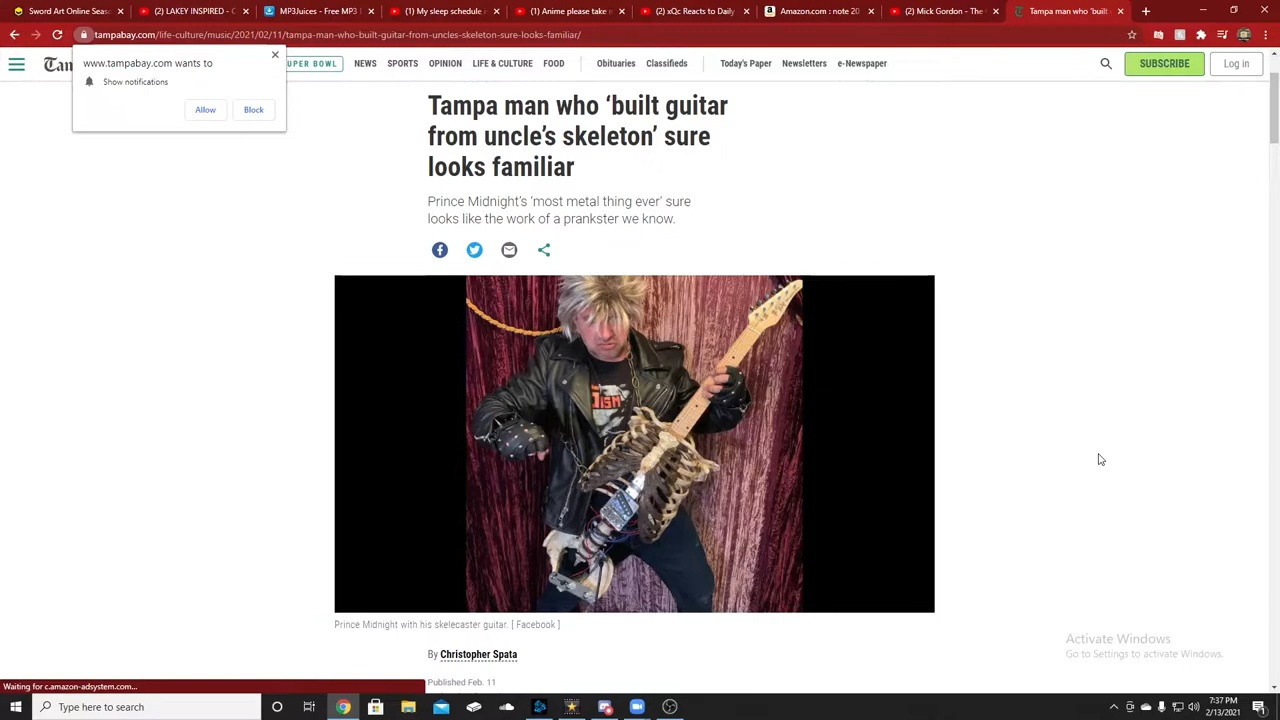 Sword Art Online Seas
(2) LAKEY INSPIRED - C
MP3Juices - Free MP3
(1) My sleep schedule
(1) Anime please take r
(2) xQc Reacts to Daily
Amazon.com : note 20
(2) Mick Gordon - The
Tampa man who 'built
tampabay.com/life-culture/music/2021/02/11/tampa-man-who-built-guitar-from-uncles-skeleton-sure-looks-familiar/
www.tampabay.com wants to
Show notifications
Allow Block
UPER BOWL NEWS SPORTS OPINION LIFE & CULTURE FOOD Obituaries Classifieds Today's Paper Newsletters e-Newspaper SUBSCRIBE Log in
Tampa man who ‘built guitar
from uncle’s skeleton’ sure
looks familiar
Prince Midnight’s ‘most metal thing ever’ sure
looks like the work of a prankster we know.
Prince Midnight with his skelecaster guitar. [ Facebook ]
By Christopher Spata
Published Feb. 11
Activate Windows
Go to Settings to activate Windows.
Waiting for c.amazon-adsystem.com...
Type here to search
7:37 PM
2/13/2021